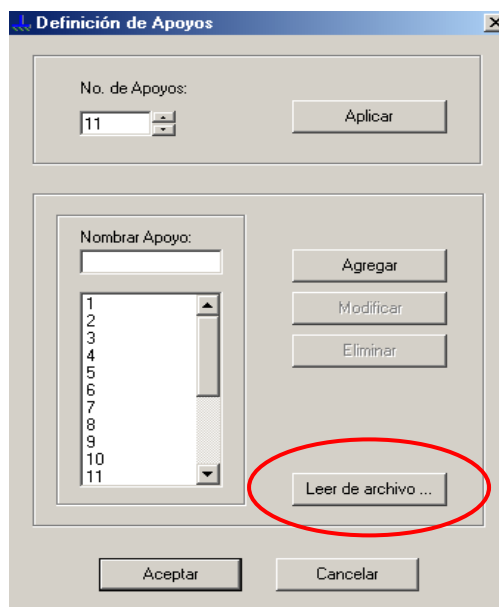 Definición de Apoyos
No. de Apoyos:
11
Aplicar
Nombrar Apoyo:
Agregar
1
2
3
4
5
6
7
8
9
10
11
Modificar
Eliminar
Leer de archivo ...
Aceptar
Cancelar